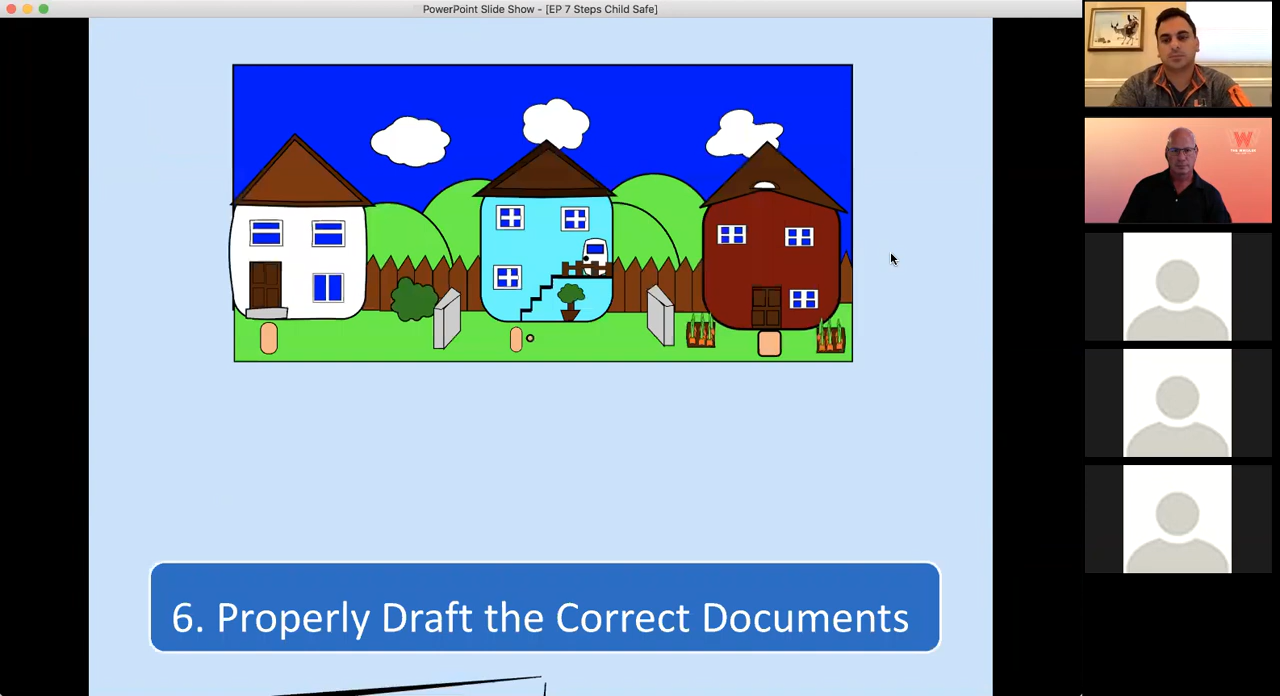 PowerPoint Slide Show - [EP 7 Steps Child Safe]
W
6. Properly Draft the Correct Documents